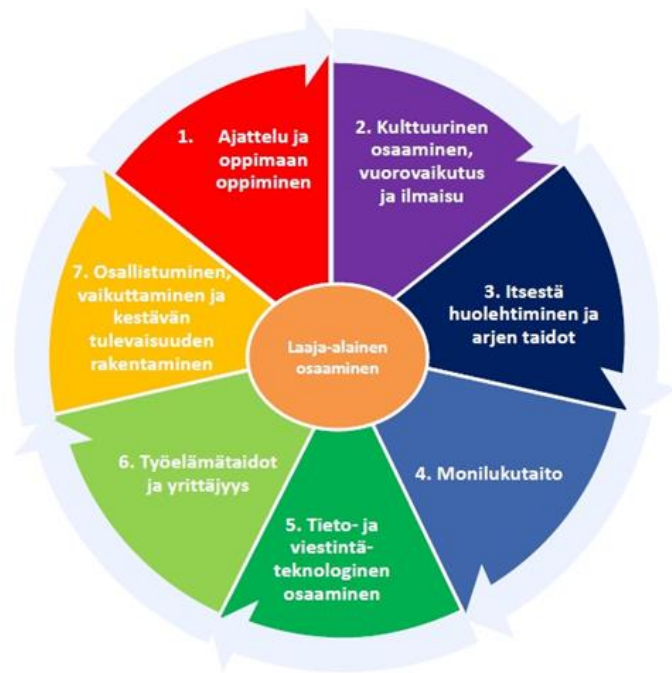 1. Ajattelu ja
oppimaan
oppiminen
2. Kulttuurinen
osaaminen,
vuorovaikutus
ja ilmaisu
3. Itsestä
huolehtiminen ja
arjen taidot
4. Monilukutaito
5. Tieto- ja
viestintä-
teknologinen
osaaminen
6. Työelämätaidot
ja yrittäjyys
7. Osallistuminen,
vaikuttaminen ja
kestävän
tulevaisuuden
rakentaminen
Laaja-alainen
osaaminen